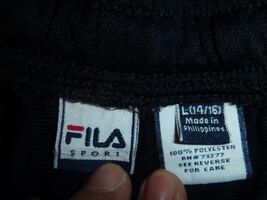 FILA
SPORT
L(14/16)
Made in
Philippines
100% POLYESTER
RN# 73277
SEE REVERSE
FOR CARE